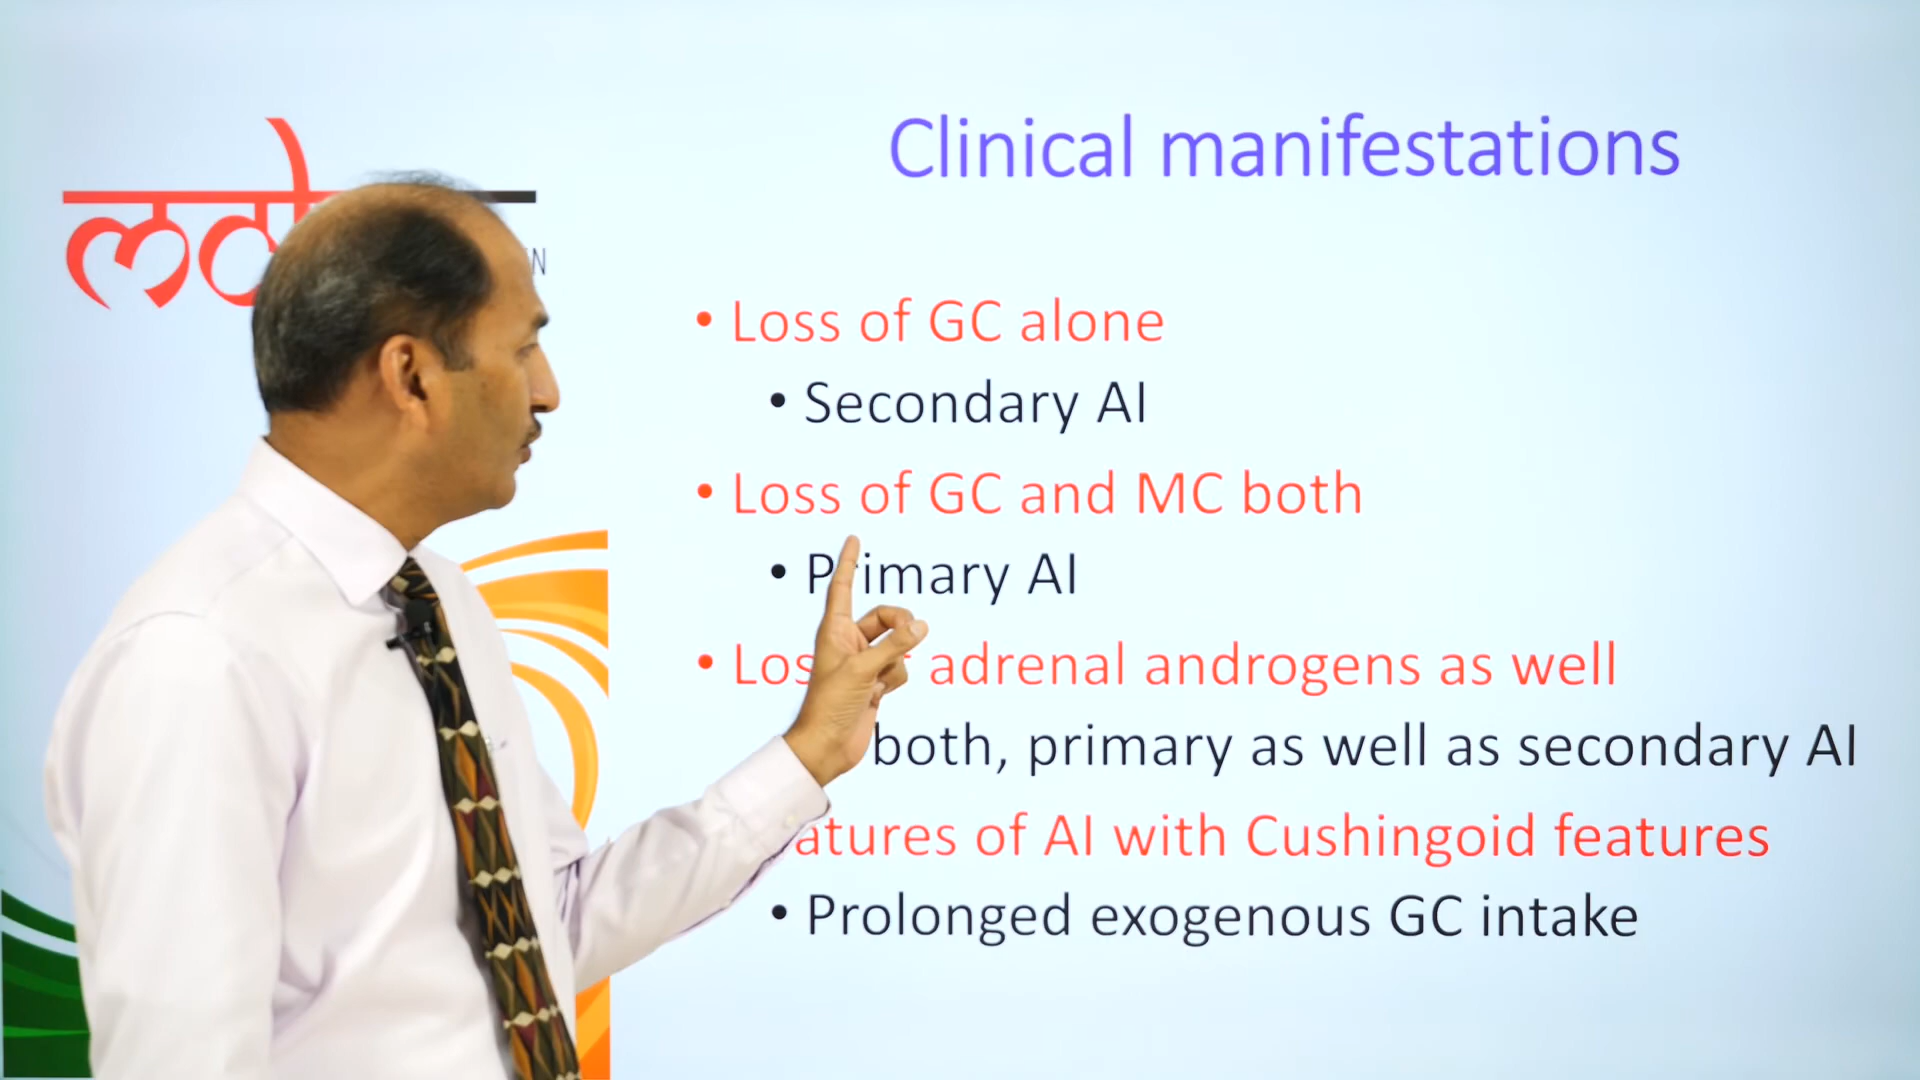 Clinical manifestations
• Loss of GC alone
• Secondary AI
• Loss of GC and MC both
• Primary AI
• Loss of adrenal androgens as well
both, primary as well as secondary AI
Features of AI with Cushingoid features
• Prolonged exogenous GC intake